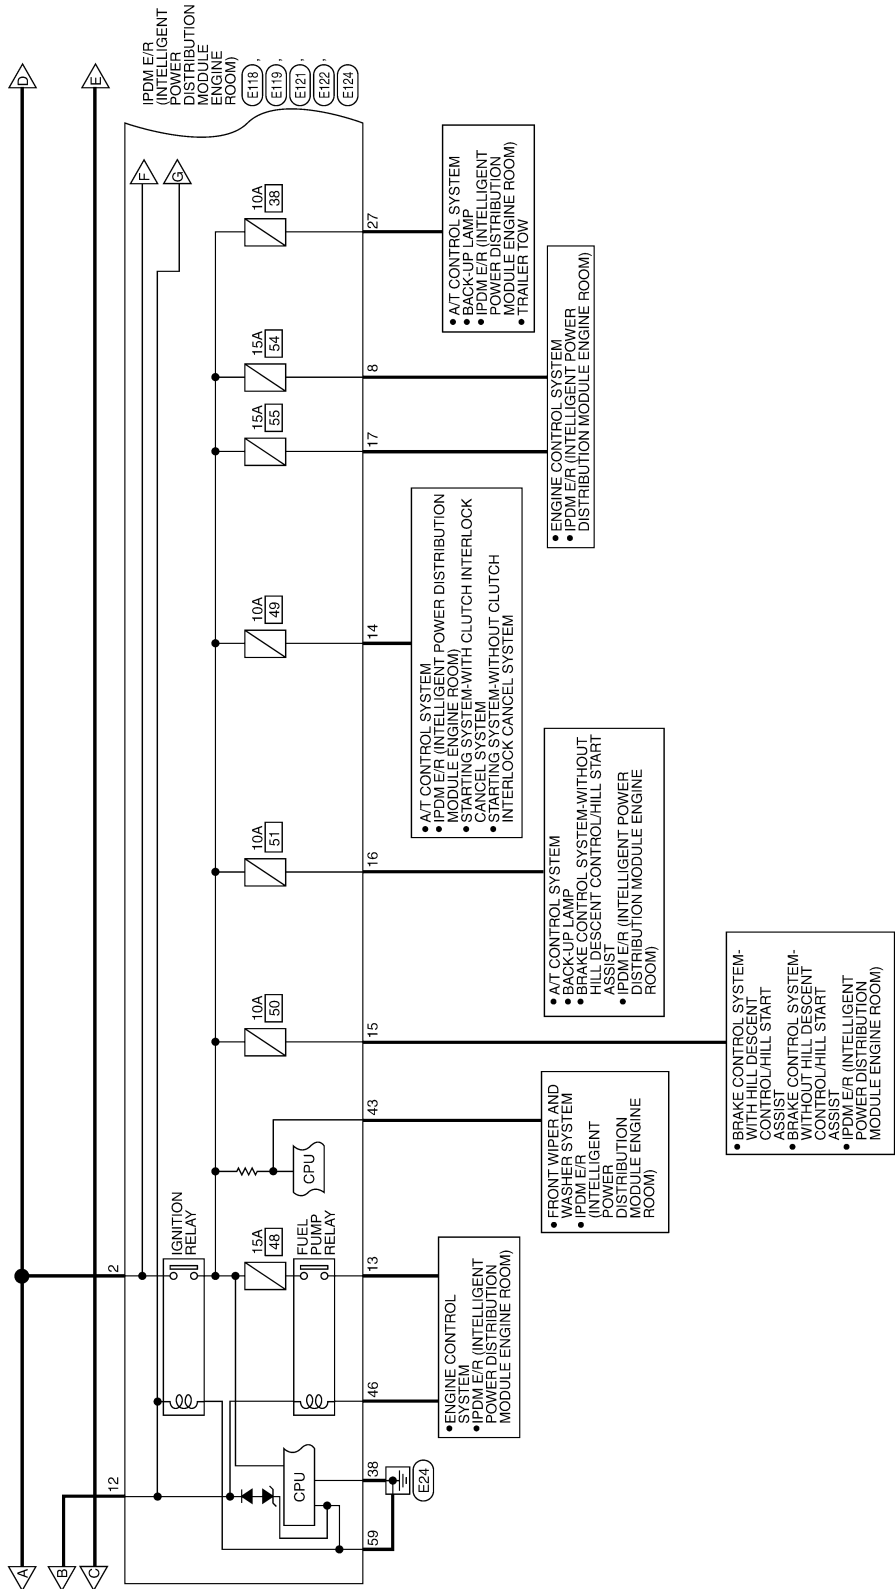 A
B
C
D
E
IPDM E/R
(INTELLIGENT
POWER
DISTRIBUTION
MODULE
ENGINE
ROOM)
E118 ,
E119 ,
E121 ,
E122 ,
E124
F
G
12
2
IGNITION
RELAY
15A
48
FUEL
PUMP
RELAY
CPU
CPU
10A
50
10A
51
10A
49
15A
55
15A
54
10A
38
59
38
E24
46
13
43
15
16
14
17
8
27
• ENGINE CONTROL
SYSTEM
• IPDM E/R (INTELLIGENT
POWER DISTRIBUTION
MODULE ENGINE ROOM)
• FRONT WIPER AND
WASHER SYSTEM
• IPDM E/R
(INTELLIGENT
POWER
DISTRIBUTION
MODULE ENGINE
ROOM)
• BRAKE CONTROL SYSTEM-
WITH HILL DESCENT
CONTROL/HILL START
ASSIST
• BRAKE CONTROL SYSTEM-
WITHOUT HILL DESCENT
CONTROL/HILL START
ASSIST
• IPDM E/R (INTELLIGENT
POWER DISTRIBUTION
MODULE ENGINE ROOM)
• A/T CONTROL SYSTEM
• BACK-UP LAMP
• BRAKE CONTROL SYSTEM-WITHOUT
HILL DESCENT CONTROL/HILL START
ASSIST
• IPDM E/R (INTELLIGENT POWER
DISTRIBUTION MODULE ENGINE
ROOM)
• A/T CONTROL SYSTEM
• IPDM E/R (INTELLIGENT POWER DISTRIBUTION
MODULE ENGINE ROOM)
• STARTING SYSTEM-WITH CLUTCH INTERLOCK
CANCEL SYSTEM
• STARTING SYSTEM-WITHOUT CLUTCH
INTERLOCK CANCEL SYSTEM
• ENGINE CONTROL SYSTEM
• IPDM E/R (INTELLIGENT POWER
DISTRIBUTION MODULE ENGINE ROOM)
• A/T CONTROL SYSTEM
• BACK-UP LAMP
• IPDM E/R (INTELLIGENT
POWER DISTRIBUTION
MODULE ENGINE ROOM)
• TRAILER TOW